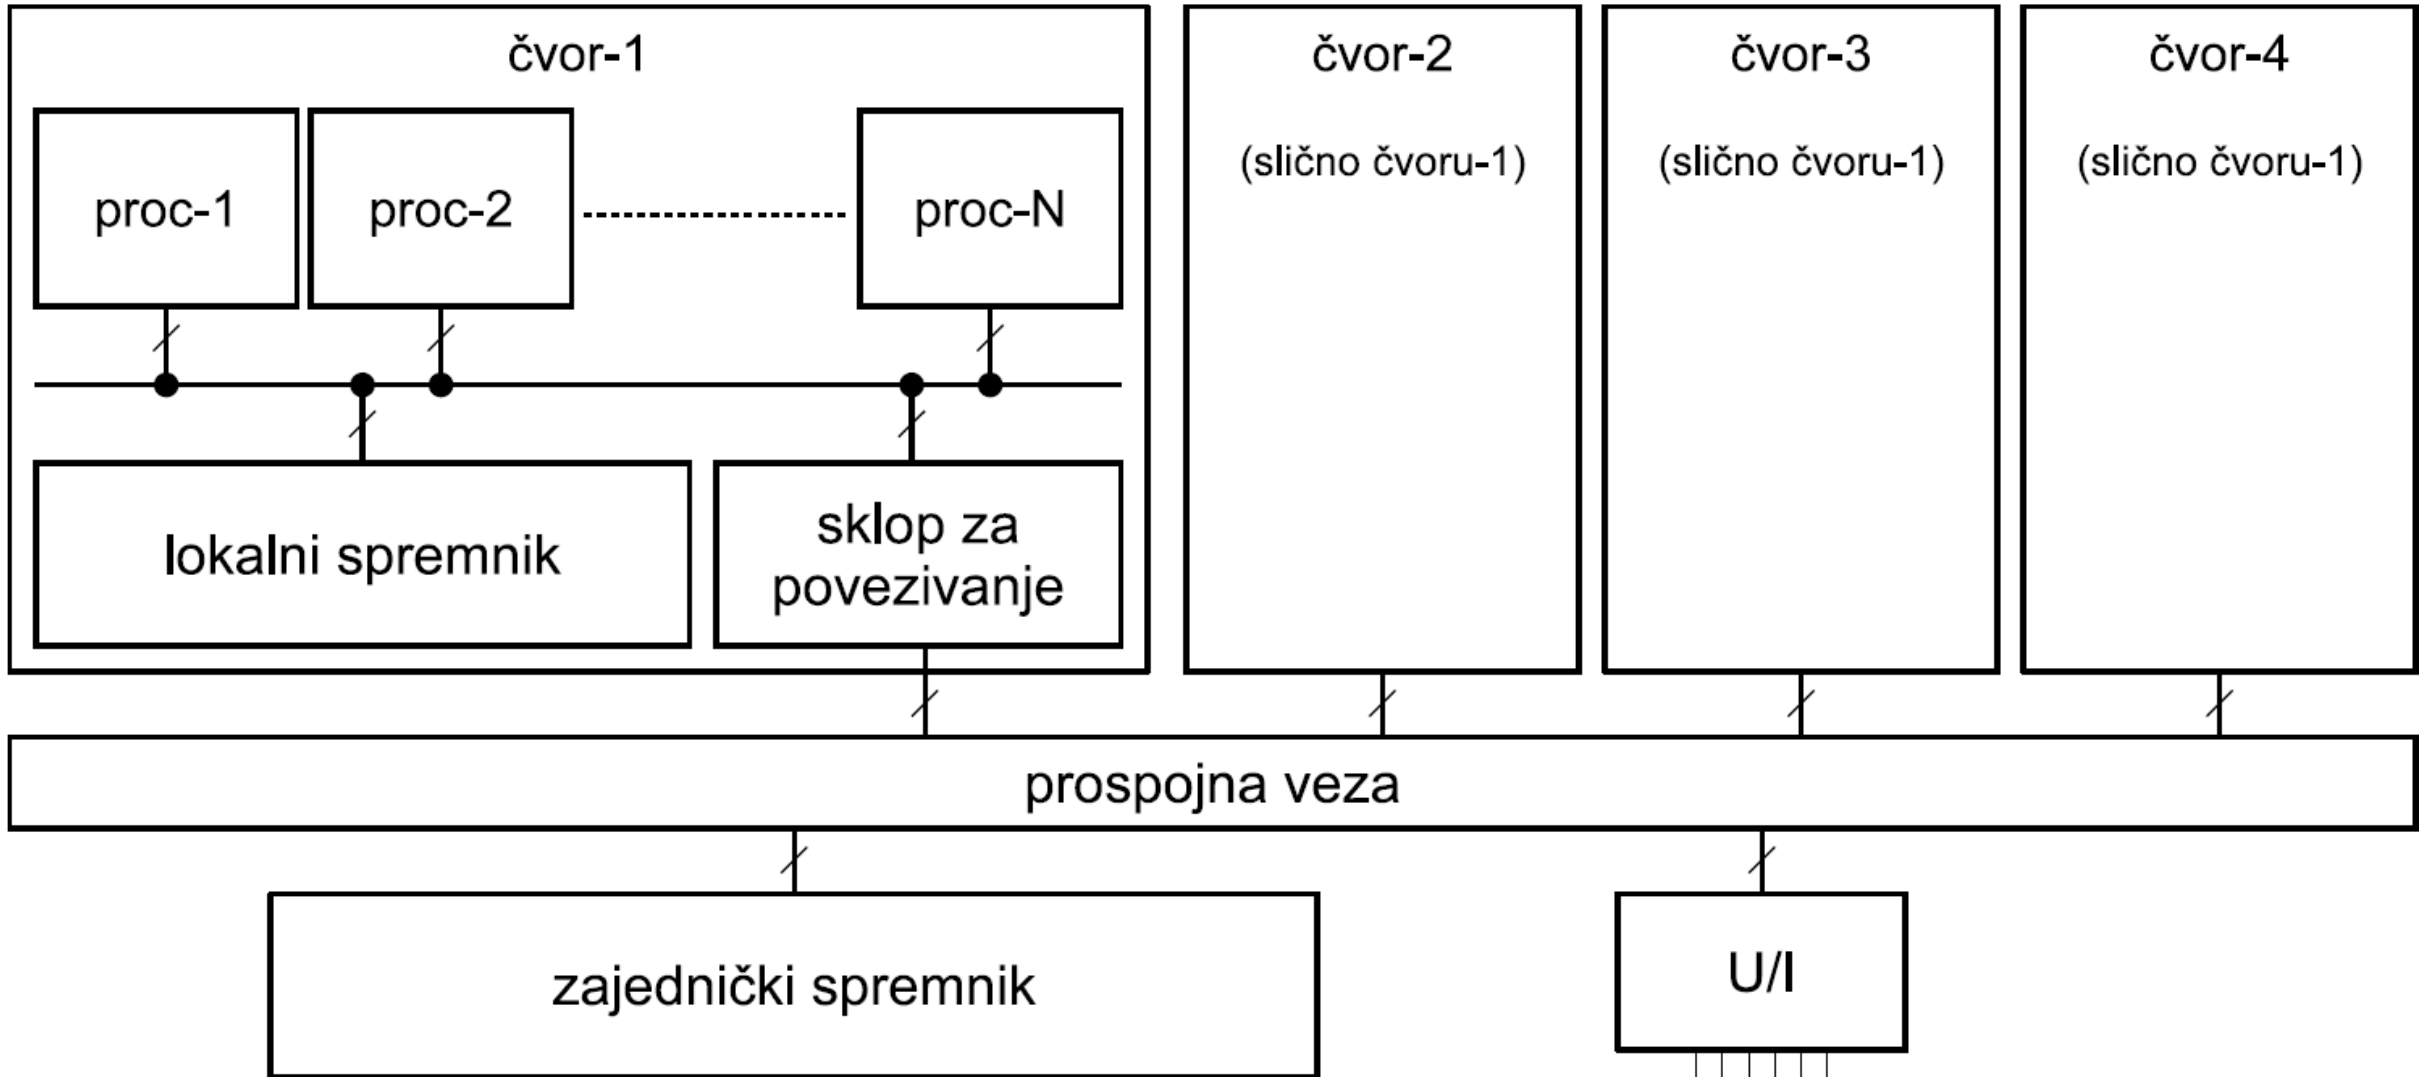 čvor-1
čvor-2
čvor-3
čvor-4
proc-1
proc-2
proc-N
(slično čvoru-1)
(slično čvoru-1)
(slično čvoru-1)
lokalni spremnik
sklop za
povezivanje
prospojna veza
zajednički spremnik
U/I